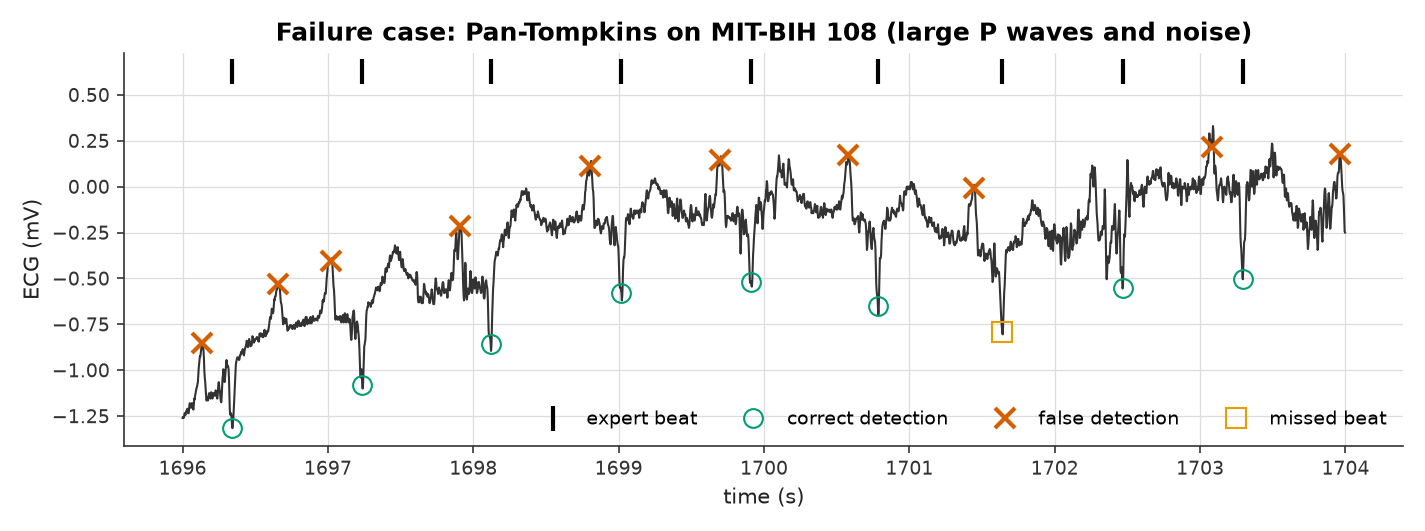 Failure case: Pan-Tompkins on MIT-BIH 108 (large P waves and noise)
0.50
0.25
0.00
−0.25
−0.50
−0.75
−1.00
−1.25
ECG (mV)
expert beat correct detection false detection missed beat
1696 1697 1698 1699 1700 1701 1702 1703 1704
time (s)